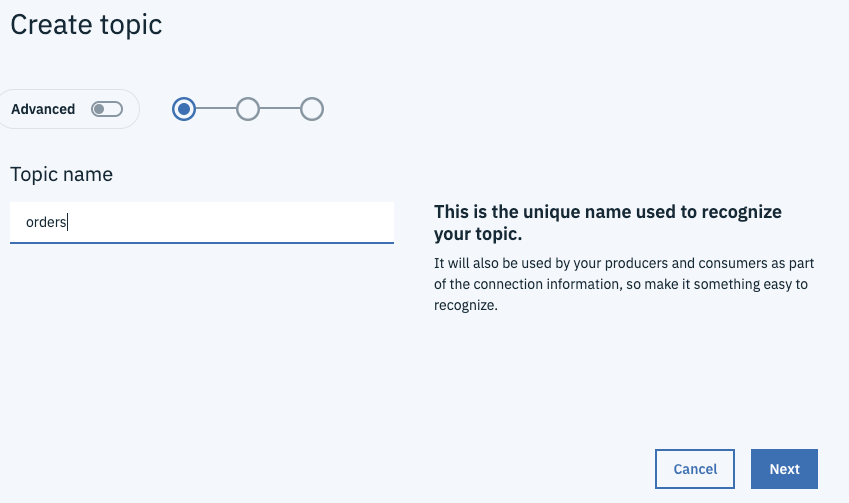 Create topic
Advanced
Topic name
orders
This is the unique name used to recognize
your topic.
It will also be used by your producers and consumers as part
of the connection information, so make it something easy to
recognize.
Cancel
Next